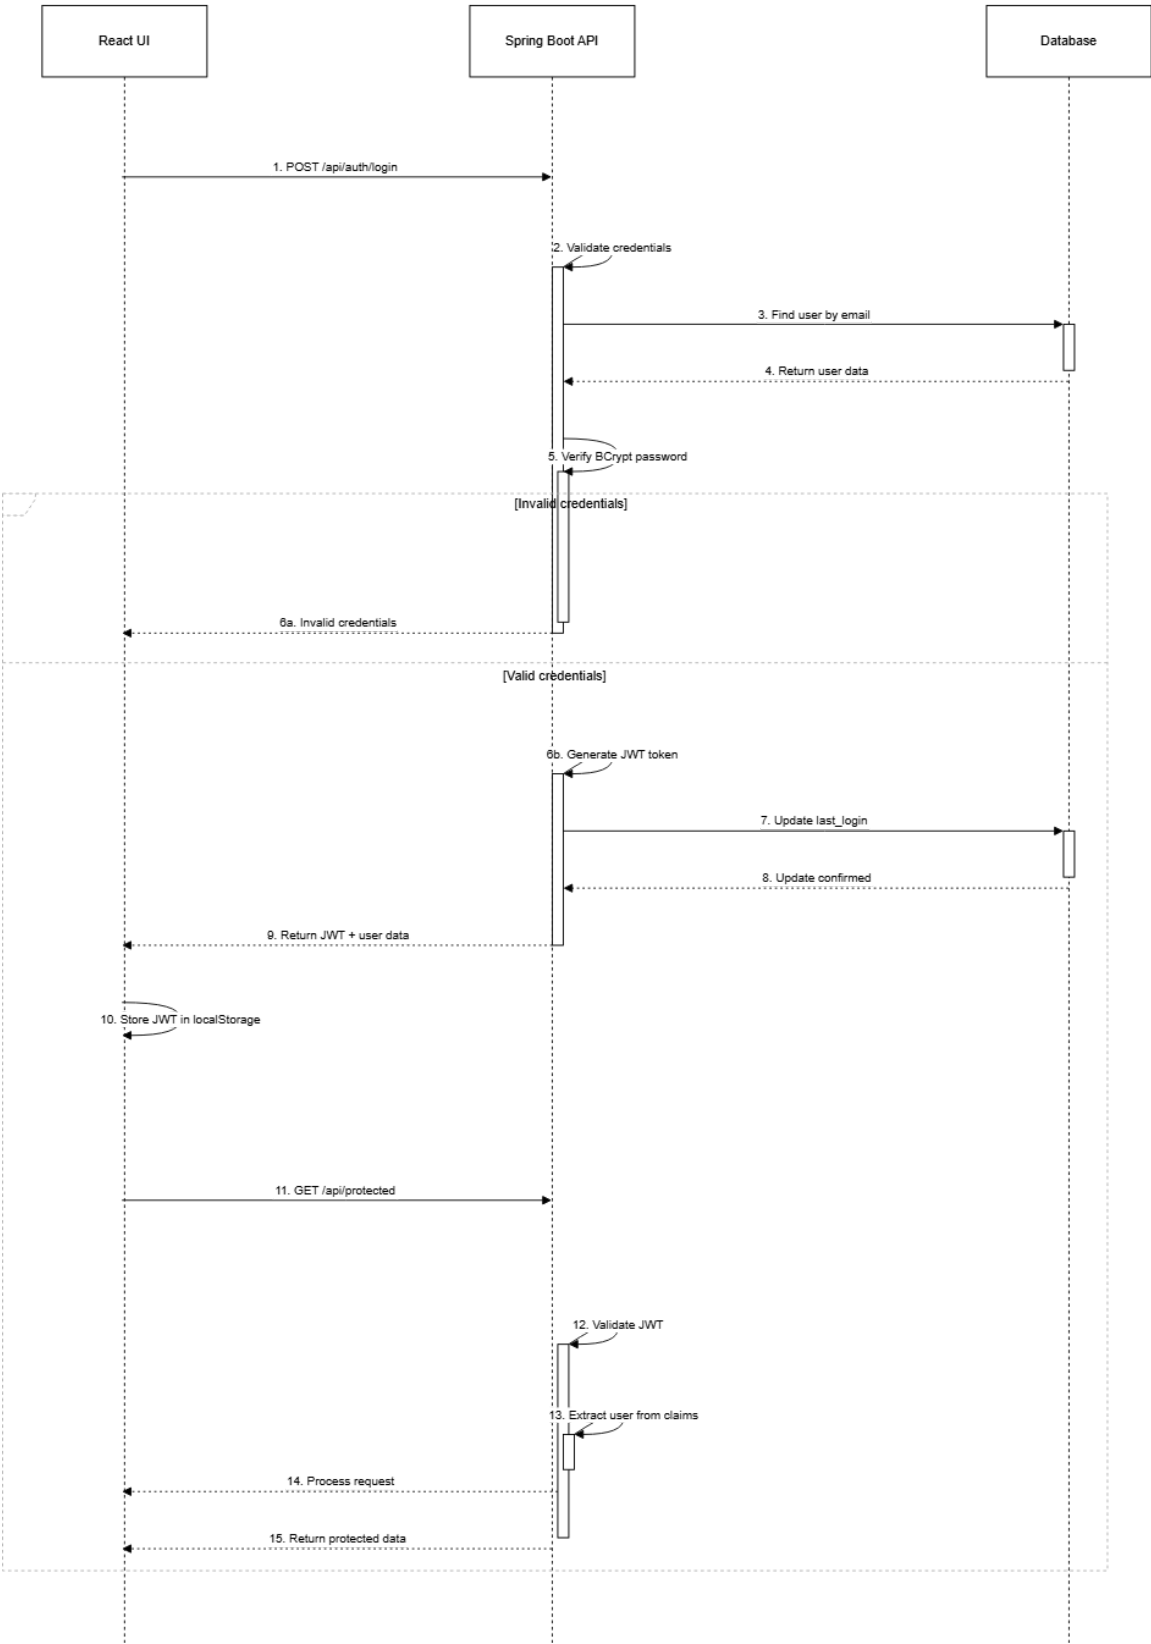 React UI
Spring Boot API
Database
1. POST /api/auth/login
2. Validate credentials
3. Find user by email
4. Return user data
5. Verify BCrypt password
[Invalid credentials]
6a. Invalid credentials
[Valid credentials]
6b. Generate JWT token
7. Update last_login
8. Update confirmed
9. Return JWT + user data
10. Store JWT in localStorage
11. GET /api/protected
12. Validate JWT
13. Extract user from claims
14. Process request
15. Return protected data